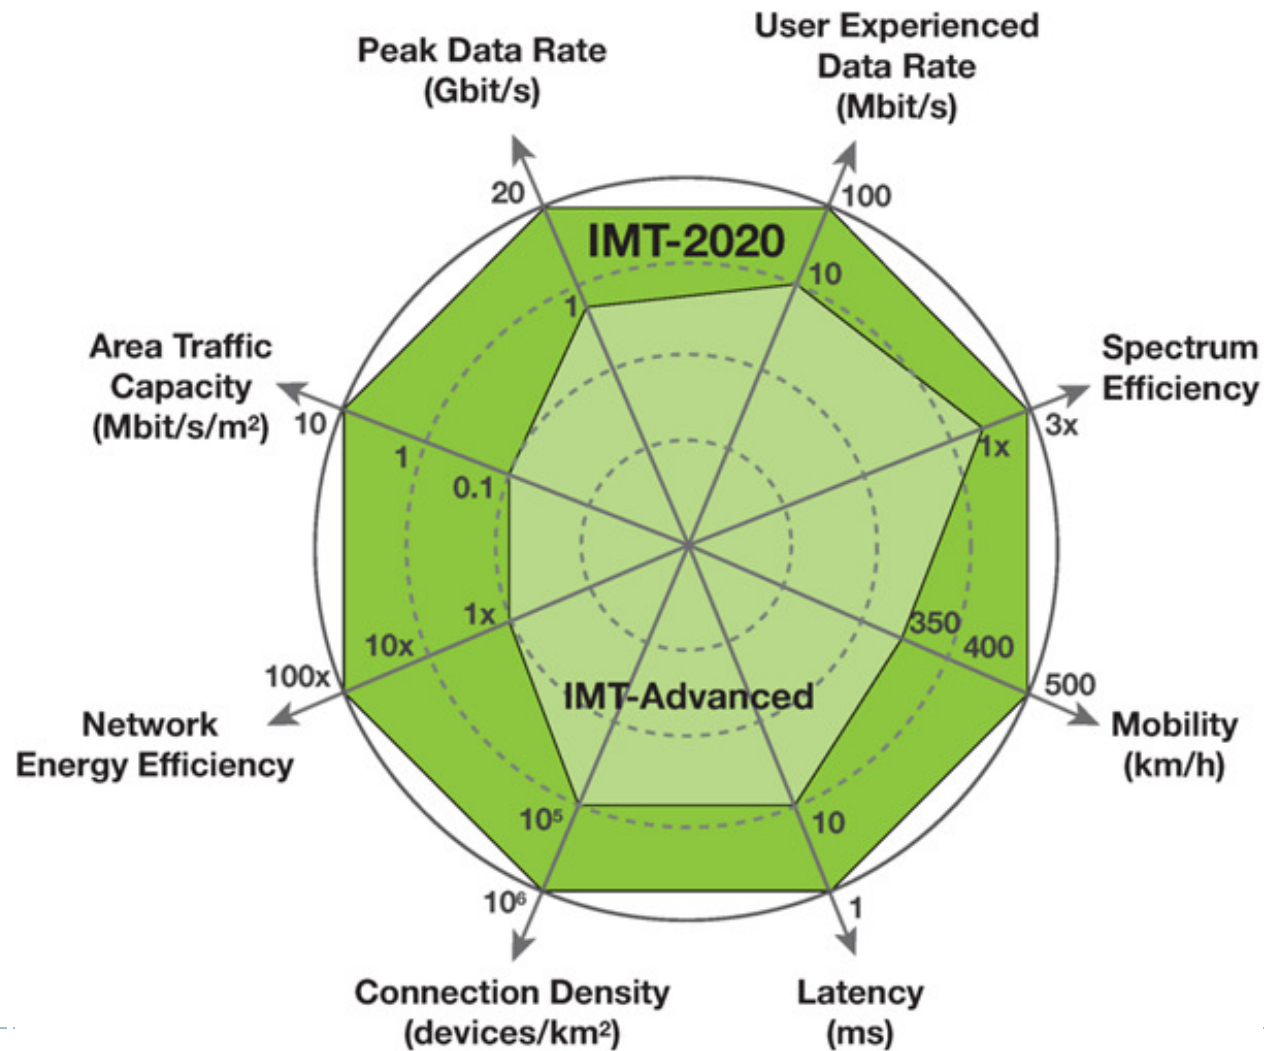 User Experienced
Data Rate
(Mbit/s)
Peak Data Rate
(Gbit/s)
20
100
IMT-2020
10
1
Area Traffic
Capacity
(Mbit/s/m²)
10
1
0.1
Spectrum
Efficiency
3x
1x
1x
10x
100x
350
400
500
Network
Energy Efficiency
IMT-Advanced
Mobility
(km/h)
10⁵
10
10⁶
1
Connection Density
(devices/km²)
Latency
(ms)